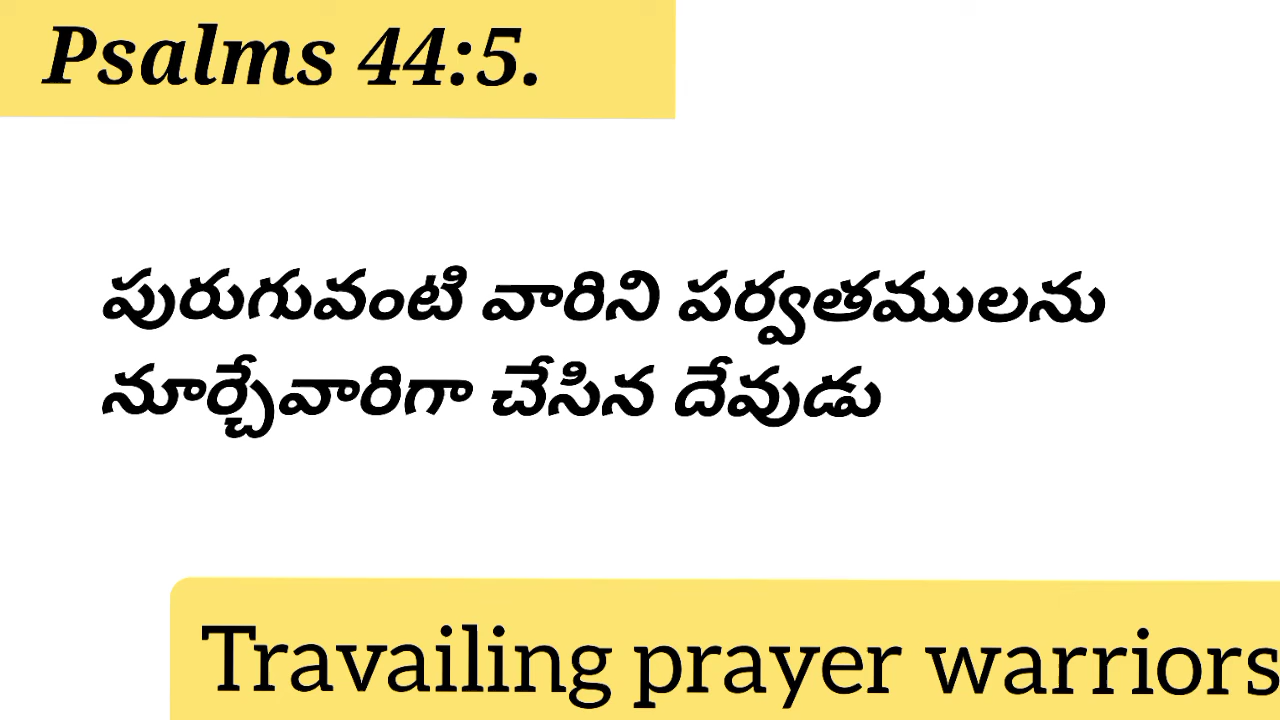 Psalms 44:5.
పురుగువంటి వారిని పర్వతములను
నూర్చేవారిగా చేసిన దేవుడు
Travailing prayer warriors